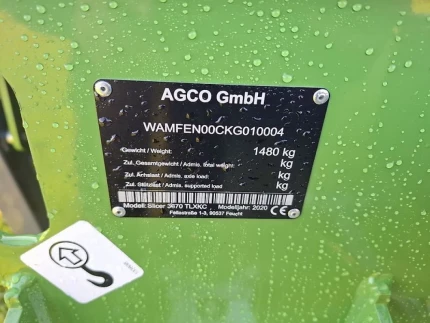 AGCO GmbH
WAMFEN00CKG010004
Gewicht / Weight: 1480 kg
Zul. Gesamtgewicht / Admis. total weight: kg
Zul. Achslast / Admis. axle load: kg
Zul. Stützlast / Admis. supported load kg
Modell: Slicer 3670 TLXKC Modelljahr: 2020 CE
Fellastraße 1-3, 90537 Feucht